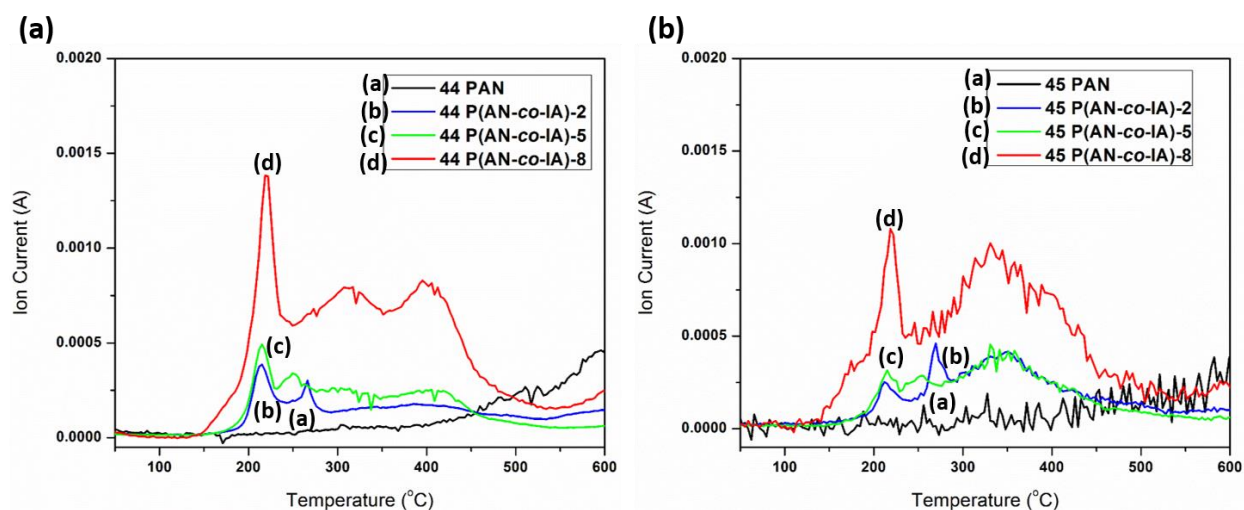 (a)
0.0020
0.0015
0.0010
0.0005
0.0000
Ion Current (A)
100 200 300 400 500 600
Temperature (°C)
(a) 44 PAN
(b) 44 P(AN-co-IA)-2
(c) 44 P(AN-co-IA)-5
(d) 44 P(AN-co-IA)-8
(d)
(c)
(b)
(a)
(b)
0.0020
0.0015
0.0010
0.0005
0.0000
Ion Current (A)
100 200 300 400 500 600
Temperature (°C)
(a) 45 PAN
(b) 45 P(AN-co-IA)-2
(c) 45 P(AN-co-IA)-5
(d) 45 P(AN-co-IA)-8
(d)
(c)
(b)
(a)